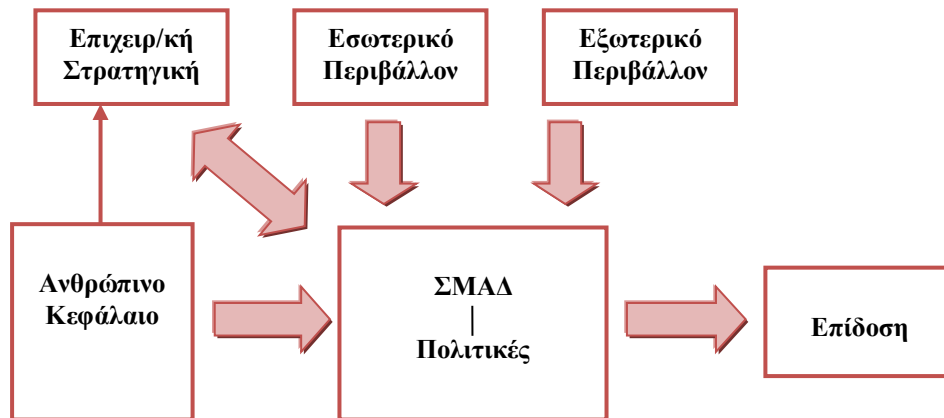 Επιχειρ/κή
Στρατηγική
Εσωτερικό
Περιβάλλον
Εξωτερικό
Περιβάλλον
Ανθρώπινο
Κεφάλαιο
ΣΜΑΔ
|
Πολιτικές
Επίδοση